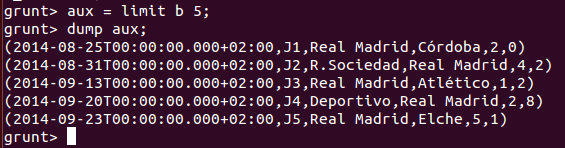 grunt> aux = limit b 5;
grunt> dump aux;
(2014-08-25T00:00:00.000+02:00,J1,Real Madrid,Córdoba,2,0)
(2014-08-31T00:00:00.000+02:00,J2,R.Sociedad,Real Madrid,4,2)
(2014-09-13T00:00:00.000+02:00,J3,Real Madrid,Atlético,1,2)
(2014-09-20T00:00:00.000+02:00,J4,Deportivo,Real Madrid,2,8)
(2014-09-23T00:00:00.000+02:00,J5,Real Madrid,Elche,5,1)
grunt>